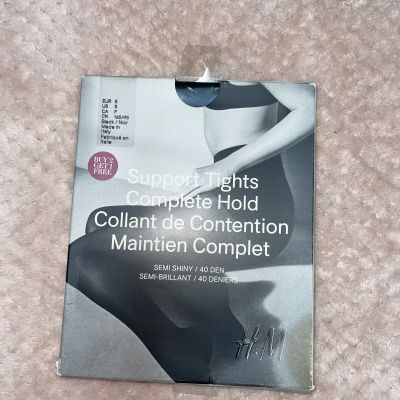 EUR S
US S
CA P
CN 165/95
Black / Noir
Made in
Italy
Fabriqué en
Italie
BUY 2
GET 1
FREE
Support Tights
Complete Hold
Collant de Contention
Maintien Complet
SEMI SHINY / 40 DEN
SEMI-BRILLANT / 40 DENIERS
H&M